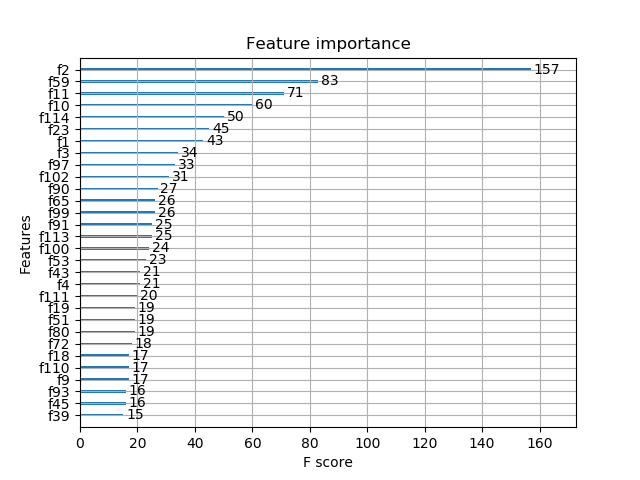 Feature importance
f2 157
f59 83
f11 71
f10 60
f114 50
f23 45
f1 43
f3 34
f97 33
f102 31
f90 27
f65 26
f99 26
f91 25
f113 25
f100 24
f53 23
f43 21
f4 21
f111 20
f19 19
f51 19
f80 19
f72 18
f18 17
f110 17
f9 17
f93 16
f45 16
f39 15
Features
0 20 40 60 80 100 120 140 160
F score